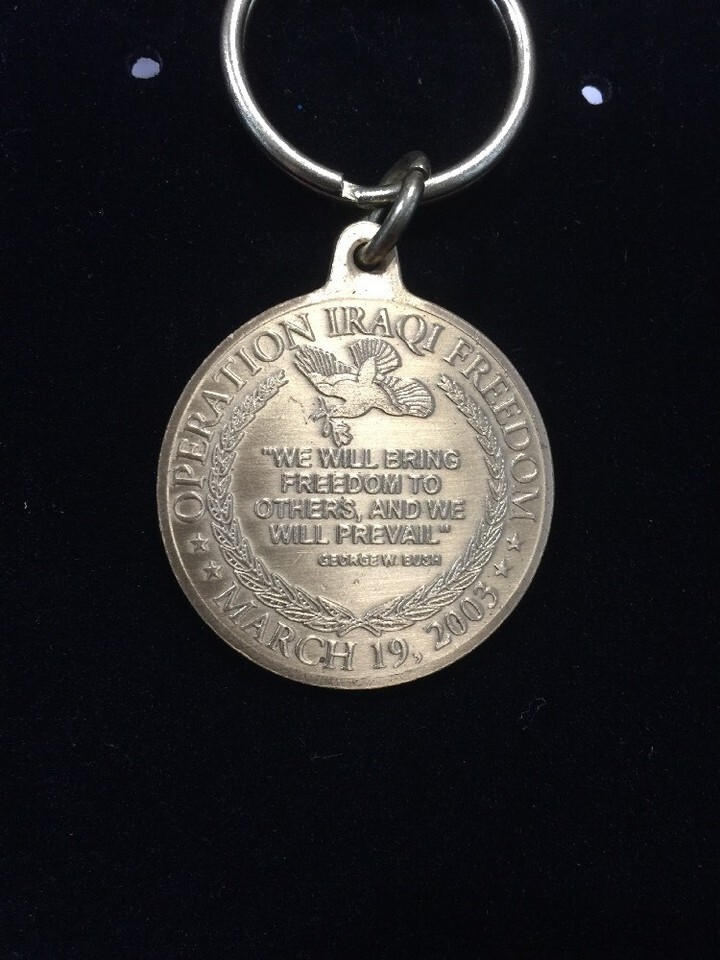 OPERATION IRAQI FREEDOM
"WE WILL BRING
FREEDOM TO
OTHERS, AND WE
WILL PREVAIL"
GEORGE W. BUSH
MARCH 19, 2003